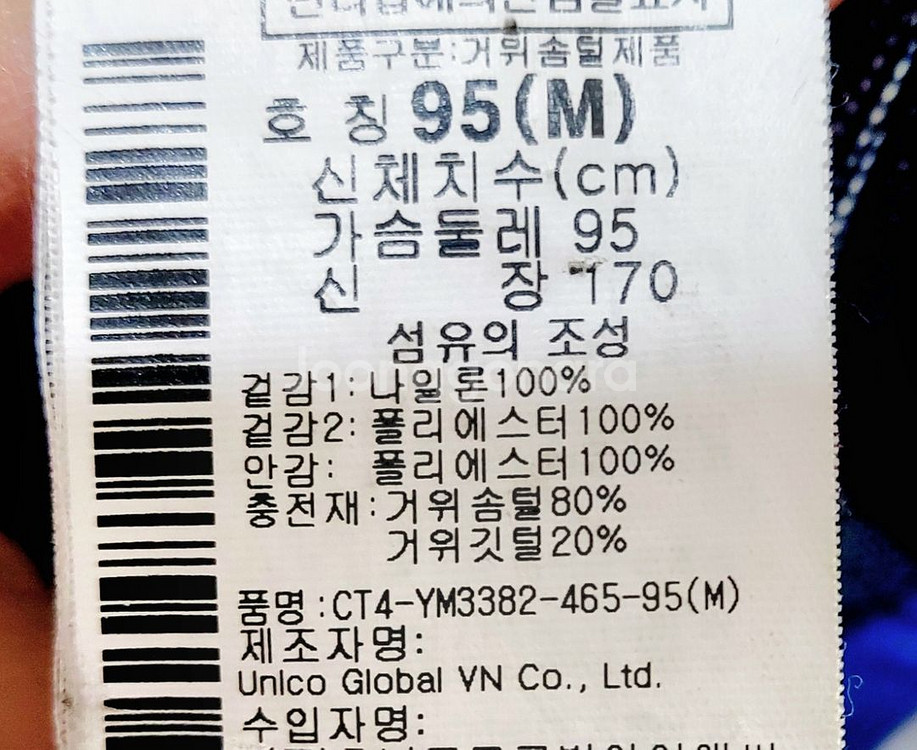 제품구분:거위솜털제품
호 칭 95(M)
신체치수(cm)
가슴둘레 95
신 장 170
섬유의 조성
겉감1: 나일론100%
겉감2: 폴리에스터100%
안감: 폴리에스터100%
충전재:거위솜털80%
거위깃털20%
품명:CT4-YM3382-465-95(M)
제조자명:
Unico Global VN Co., Ltd.
수입자명: